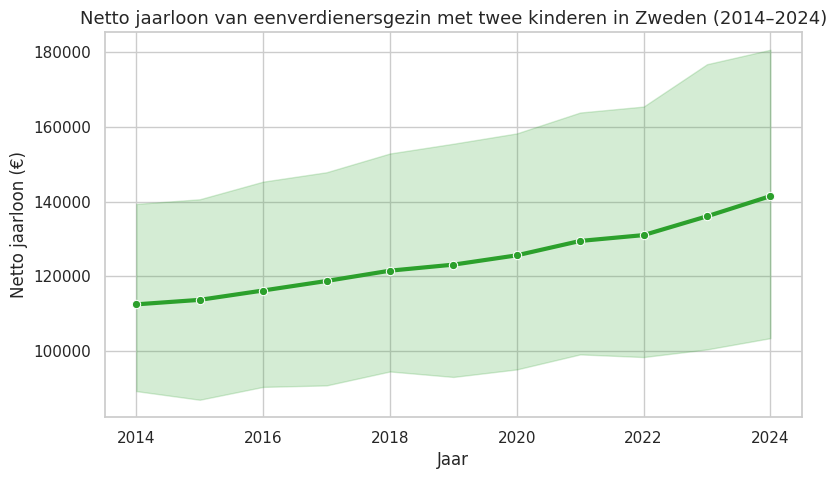 Netto jaarloon van eenverdienersgezin met twee kinderen in Zweden (2014–2024)
Netto jaarloon (€)
180000
160000
140000
120000
100000
2014 2016 2018 2020 2022 2024
Jaar